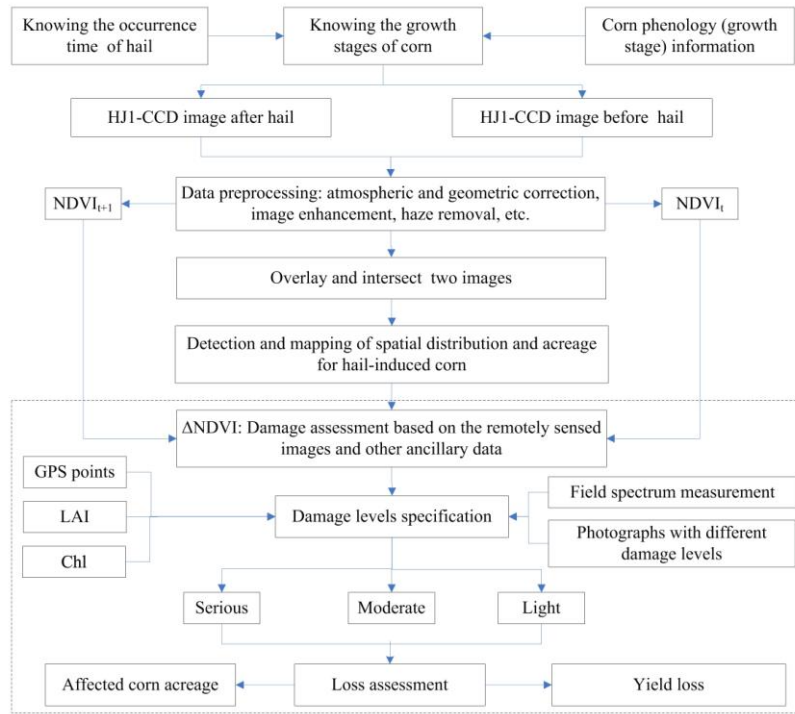 Knowing the occurrence
time of hail
Knowing the growth
stages of corn
Corn phenology (growth
stage) information
HJ1-CCD image after hail
HJ1-CCD image before hail
NDVIₜ₊₁
Data preprocessing: atmospheric and geometric correction,
image enhancement, haze removal, etc.
NDVIₜ
Overlay and intersect two images
Detection and mapping of spatial distribution and acreage
for hail-induced corn
ΔNDVI: Damage assessment based on the remotely sensed
images and other ancillary data
GPS points
LAI
Chl
Damage levels specification
Field spectrum measurement
Photographs with different
damage levels
Serious
Moderate
Light
Affected corn acreage
Loss assessment
Yield loss